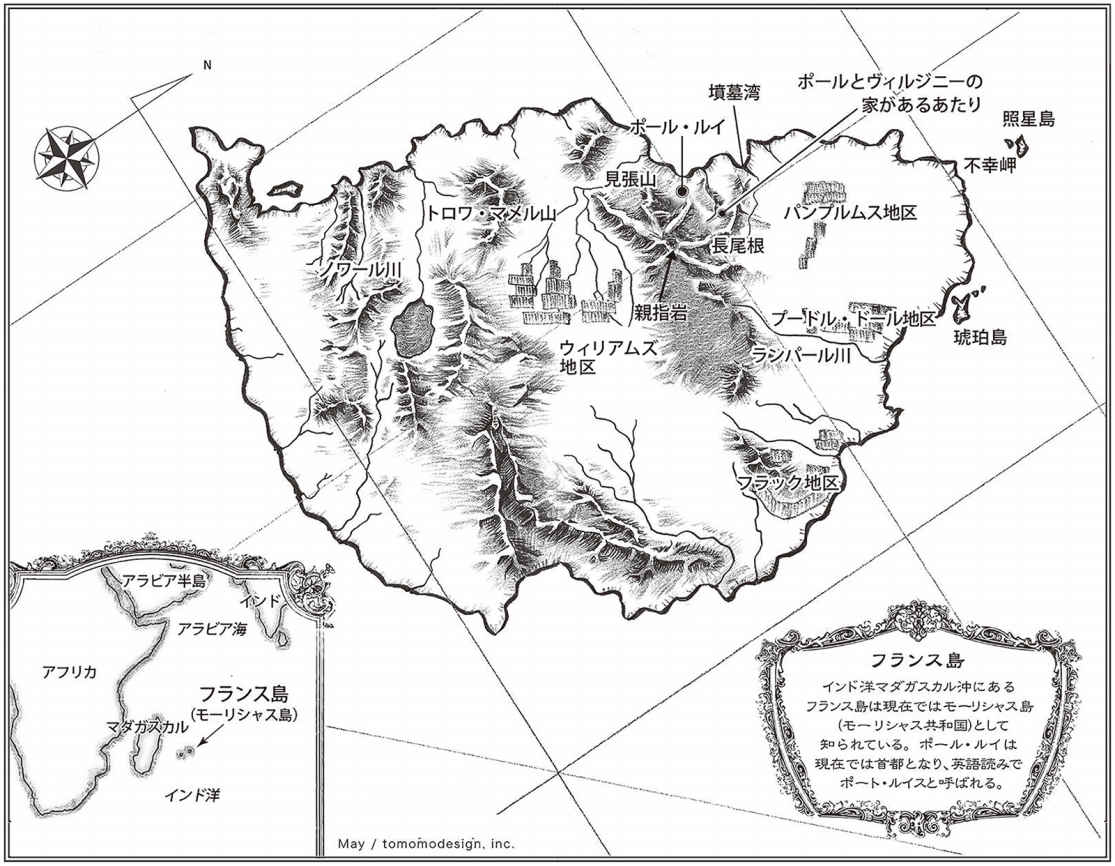 N
ポールとヴィルジニーの
家があるあたり
墳墓湾
ポール・ルイ
照星島
不幸岬
見張山
トロワ・マメル山
パンプルムス地区
長尾根
ノワール川
親指岩
プードル・ドール地区
琥珀島
ウィリアムズ
地区
ランパール川
フラック地区
アラビア半島
インド
アラビア海
アフリカ
フランス島
(モーリシャス島)
マダガスカル
インド洋
フランス島
インド洋マダガスカル沖にある
フランス島は現在ではモーリシャス島
(モーリシャス共和国)として
知られている。ポール・ルイは
現在では首都となり、英語読みで
ポート・ルイスと呼ばれる。
May / tomomodesign, inc.